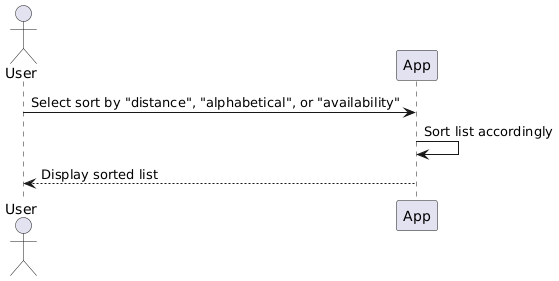 User
App
Select sort by "distance", "alphabetical", or "availability"
Sort list accordingly
Display sorted list
User
App